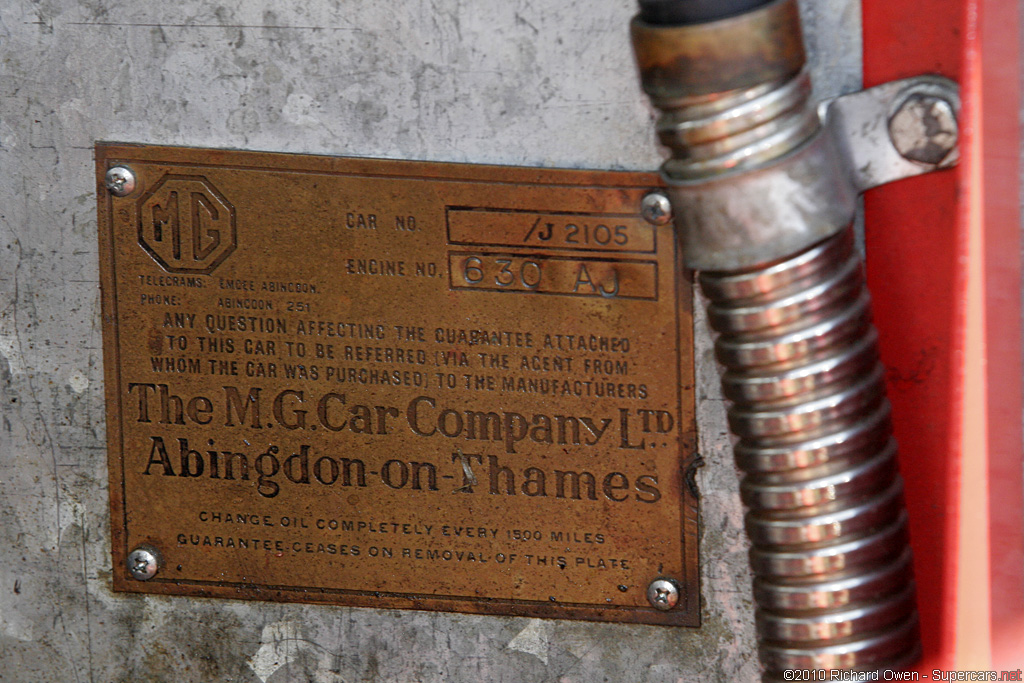 MG
CAR NO. /J 2105
ENGINE NO. 630 AJ
TELEGRAMS: EMCEE ABINGDON.
PHONE: ABINGDON 251
ANY QUESTION AFFECTING THE GUARANTEE ATTACHED
TO THIS CAR TO BE REFERRED (VIA THE AGENT FROM
WHOM THE CAR WAS PURCHASED) TO THE MANUFACTURERS
The M.G. Car Company LTD.
Abingdon-on-Thames
CHANGE OIL COMPLETELY EVERY 1500 MILES
GUARANTEE CEASES ON REMOVAL OF THIS PLATE
©2010 Richard Owen - Supercars.net